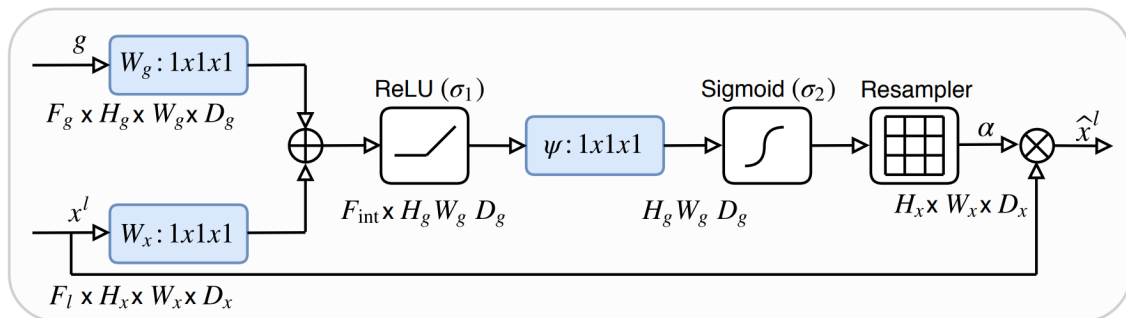 g
W_g : 1x1x1
F_g x H_g x W_g x D_g
ReLU (σ_1)
Sigmoid (σ_2)
Resampler
ψ : 1x1x1
α
x̂^l
F_int x H_g W_g D_g
H_g W_g D_g
H_x x W_x x D_x
x^l
W_x : 1x1x1
F_l x H_x x W_x x D_x